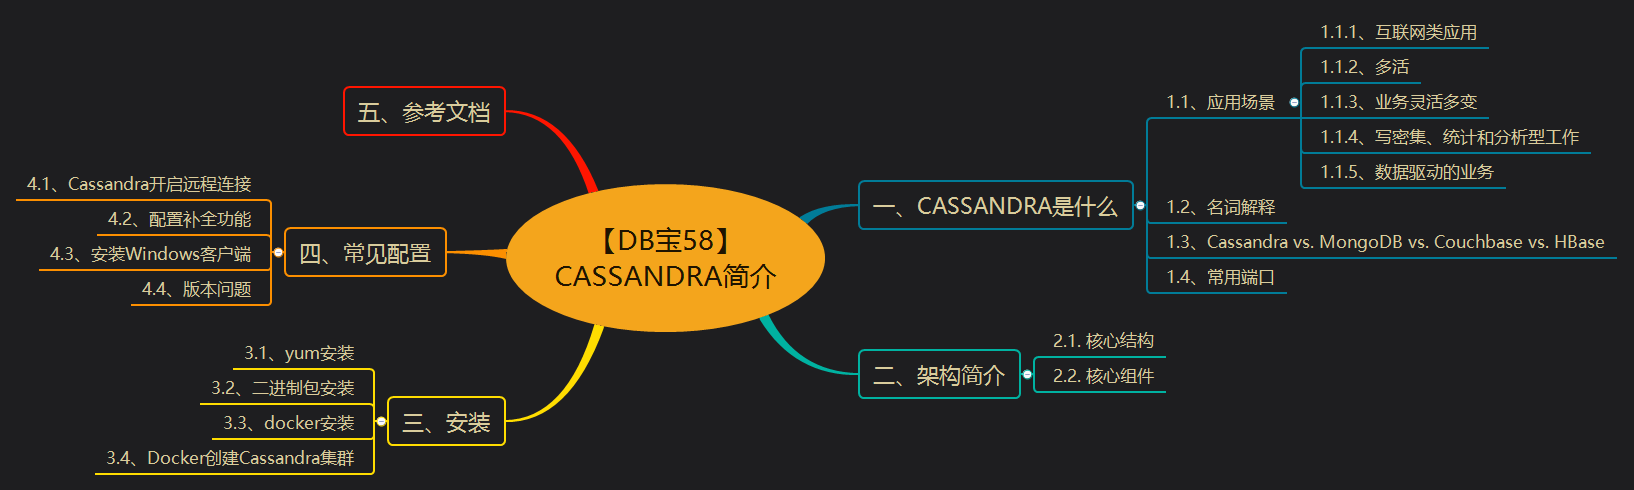 【DB宝58】
CASSANDRA简介
一、CASSANDRA是什么
1.1、应用场景
1.1.1、互联网类应用
1.1.2、多活
1.1.3、业务灵活多变
1.1.4、写密集、统计和分析型工作
1.1.5、数据驱动的业务
1.2、名词解释
1.3、Cassandra vs. MongoDB vs. Couchbase vs. HBase
1.4、常用端口
二、架构简介
2.1. 核心结构
2.2. 核心组件
三、安装
3.1、yum安装
3.2、二进制包安装
3.3、docker安装
3.4、Docker创建Cassandra集群
四、常见配置
4.1、Cassandra开启远程连接
4.2、配置补全功能
4.3、安装Windows客户端
4.4、版本问题
五、参考文档